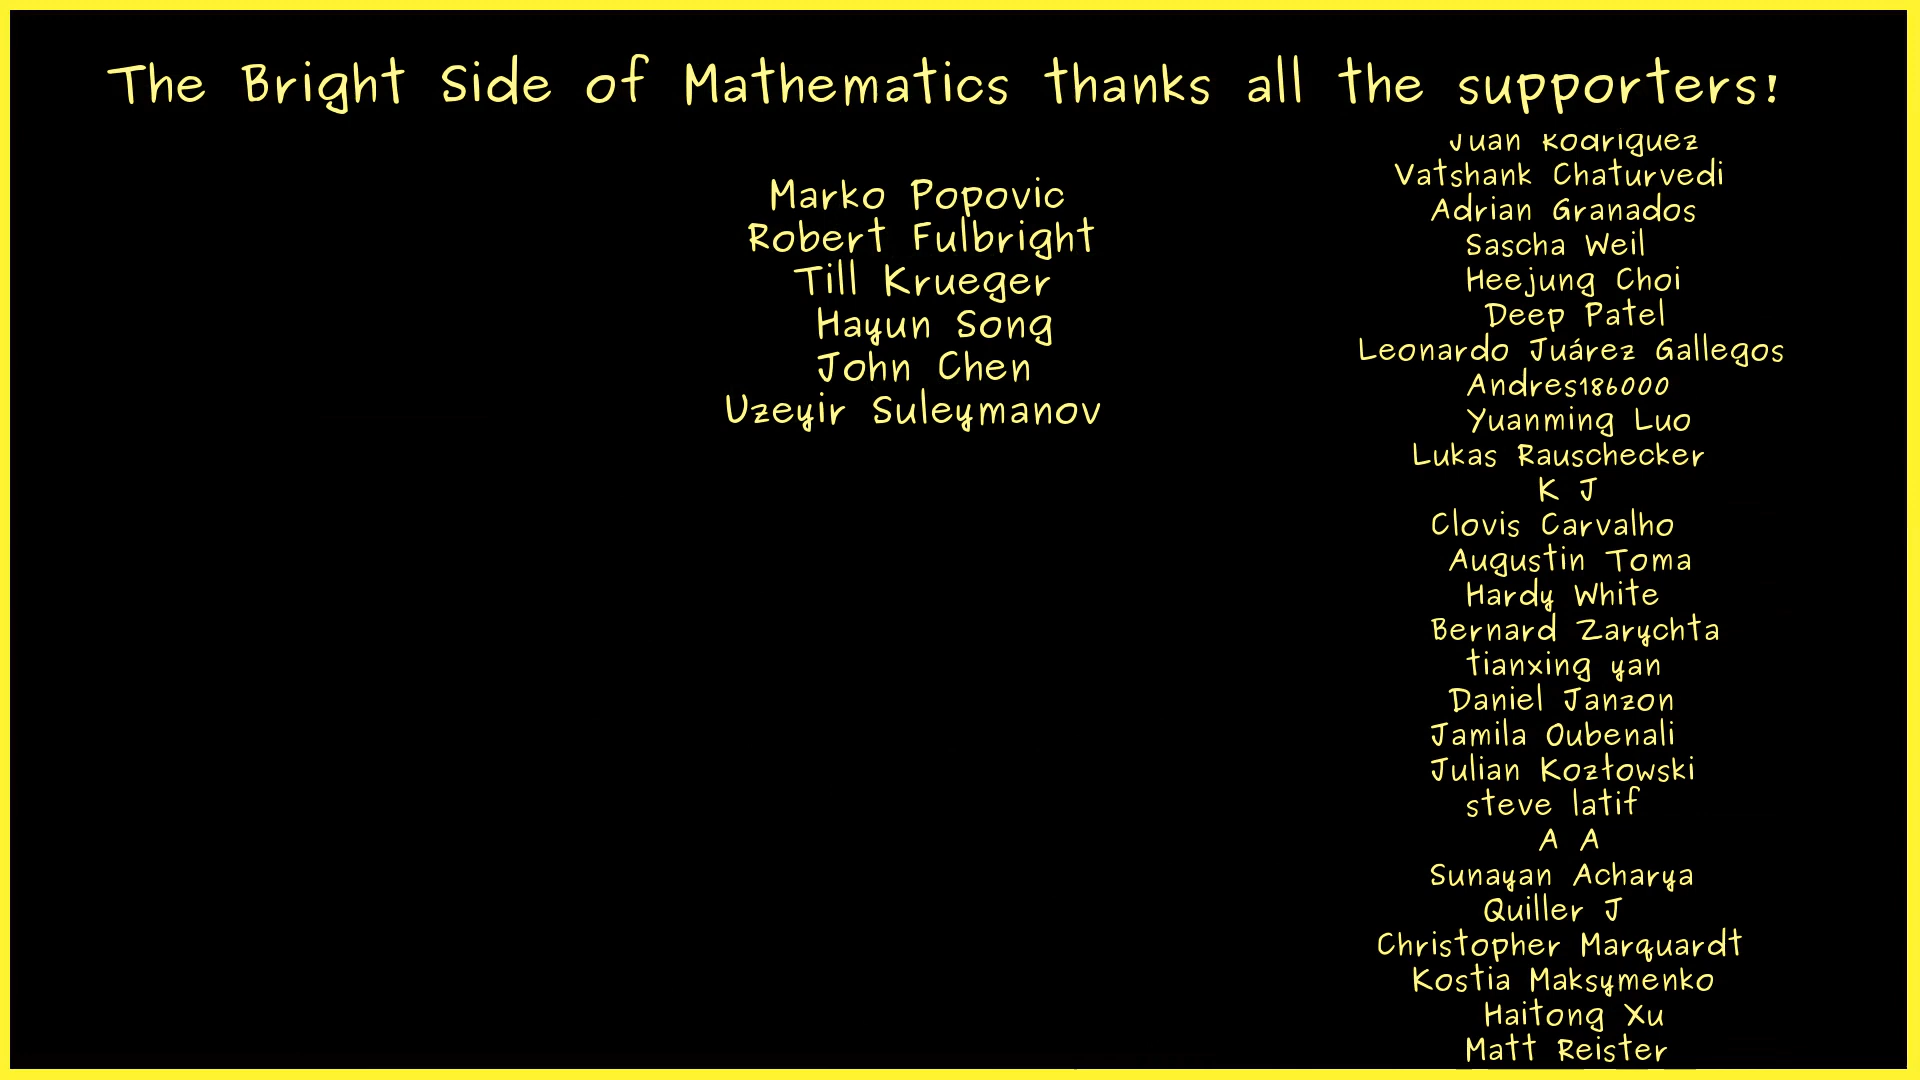 The Bright Side of Mathematics thanks all the supporters!
Marko Popovic
Robert Fulbright
Till Krueger
Hayun Song
John Chen
Uzeyir Suleymanov
Juan Rodriguez
Vatshank Chaturvedi
Adrian Granados
Sascha Weil
Heejung Choi
Deep Patel
Leonardo Juárez Gallegos
Andres186000
Yuanming Luo
Lukas Rauschecker
K J
Clovis Carvalho
Augustin Toma
Hardy White
Bernard Zarychta
tianxing yan
Daniel Janzon
Jamila Oubenali
Julian Kozłowski
steve latif
A A
Sunayan Acharya
Quiller J
Christopher Marquardt
Kostia Maksymenko
Haitong Xu
Matt Reister